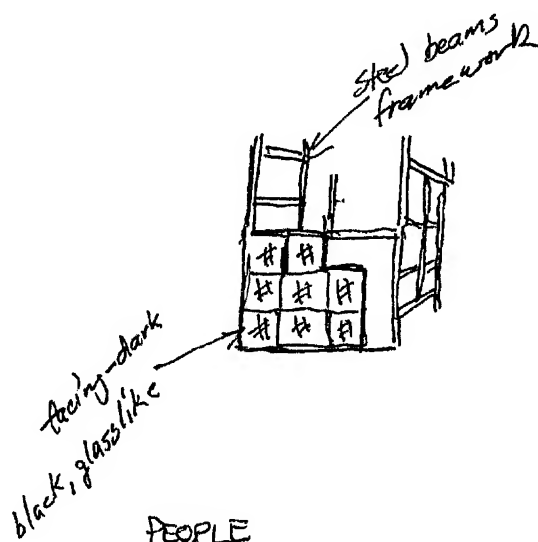 steel beams
framework
# #
# # #
# # #
facing-dark
black, glasslike
PEOPLE